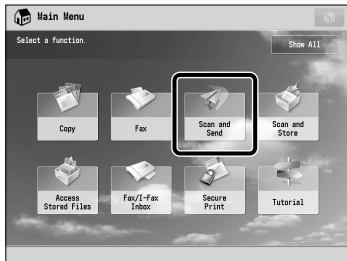 Main Menu
Select a function.
Show All
Copy
Fax
Scan and
Send
Scan and
Store
Access
Stored Files
Fax/I-Fax
Inbox
Secure
Print
Tutorial